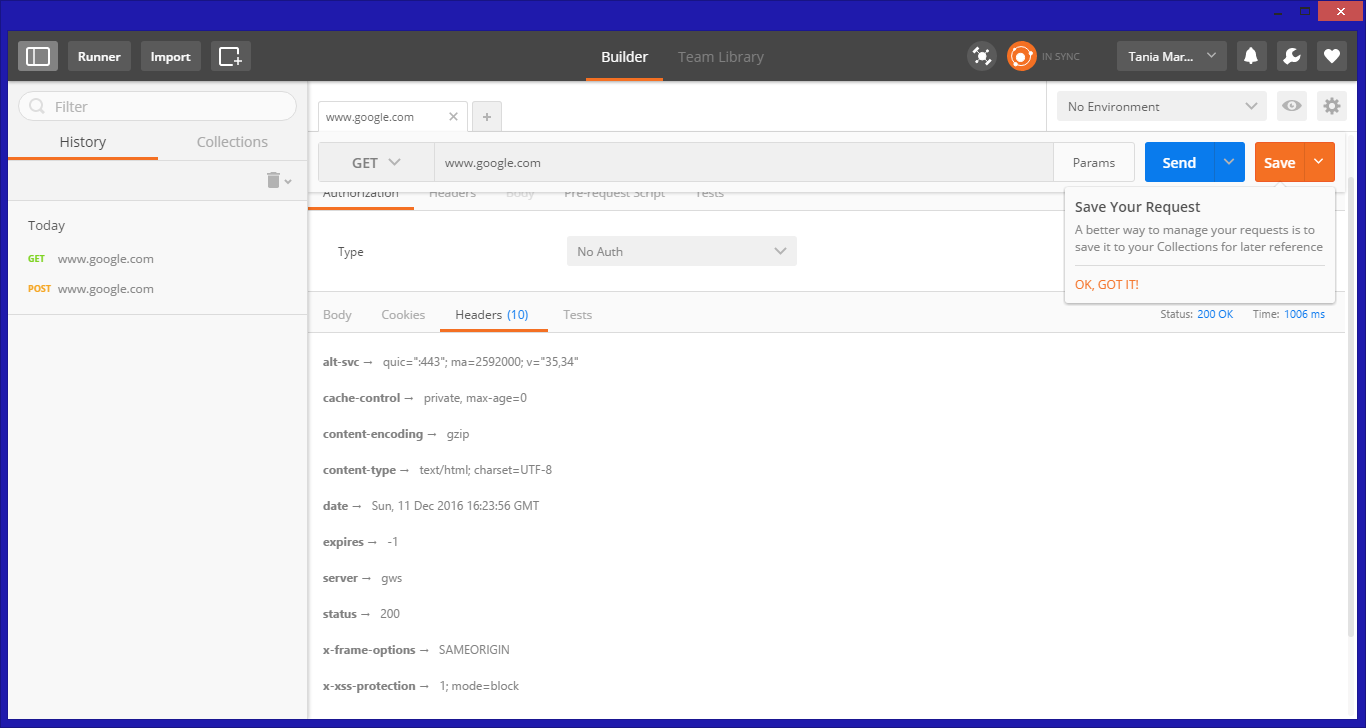 Runner
Import
Builder
Team Library
IN SYNC
Tania Mar...
Filter
History
Collections
Today
GET www.google.com
POST www.google.com
www.google.com
No Environment
GET
www.google.com
Params
Send
Save
Authorization
Headers
Body
Pre-request Script
Tests
Save Your Request
A better way to manage your requests is to
save it to your Collections for later reference
OK, GOT IT!
Type
No Auth
Body
Cookies
Headers (10)
Tests
Status: 200 OK
Time: 1006 ms
alt-svc → quic=":443"; ma=2592000; v="35,34"
cache-control → private, max-age=0
content-encoding → gzip
content-type → text/html; charset=UTF-8
date → Sun, 11 Dec 2016 16:23:56 GMT
expires → -1
server → gws
status → 200
x-frame-options → SAMEORIGIN
x-xss-protection → 1; mode=block